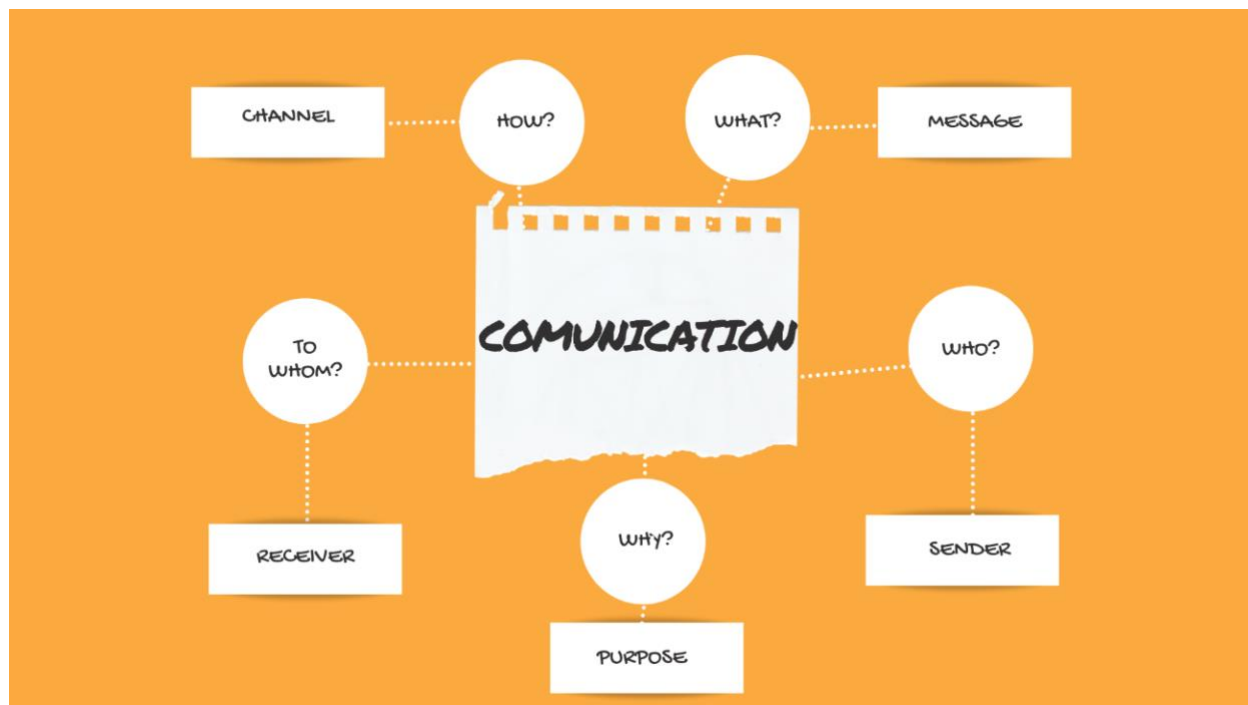 CHANNEL
HOW?
WHAT?
MESSAGE
COMUNICATION
TO
WHOM?
WHO?
RECEIVER
WHY?
SENDER
PURPOSE